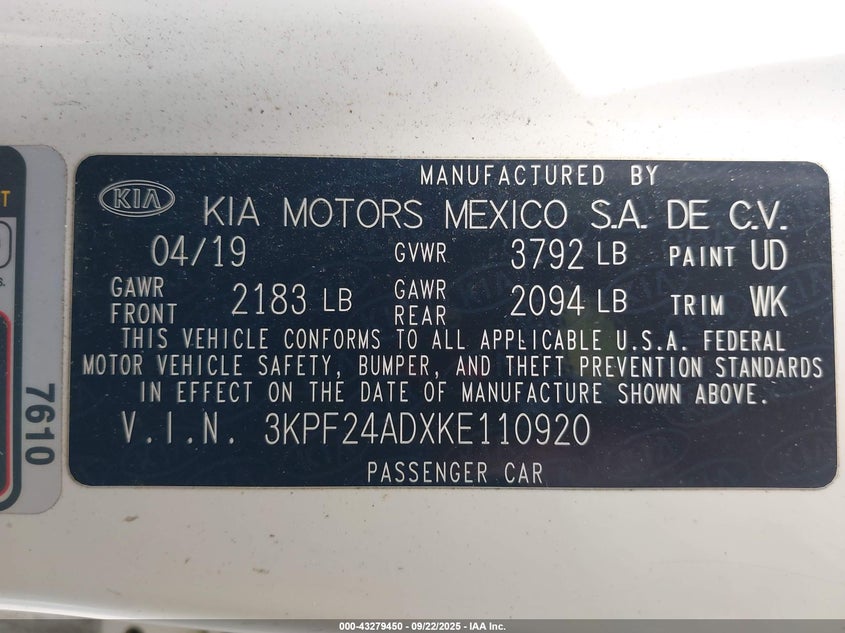 MANUFACTURED BY
KIA KIA MOTORS MEXICO S.A. DE C.V.
04/19 GVWR 3792 LB PAINT UD
GAWR FRONT 2183 LB GAWR REAR 2094 LB TRIM WK
THIS VEHICLE CONFORMS TO ALL APPLICABLE U.S.A. FEDERAL
MOTOR VEHICLE SAFETY, BUMPER, AND THEFT PREVENTION STANDARDS
IN EFFECT ON THE DATE OF MANUFACTURE SHOWN ABOVE.
V.I.N. 3KPF24ADXKE110920
PASSENGER CAR
7610
000-43279450 - 09/22/2025 - IAA Inc.